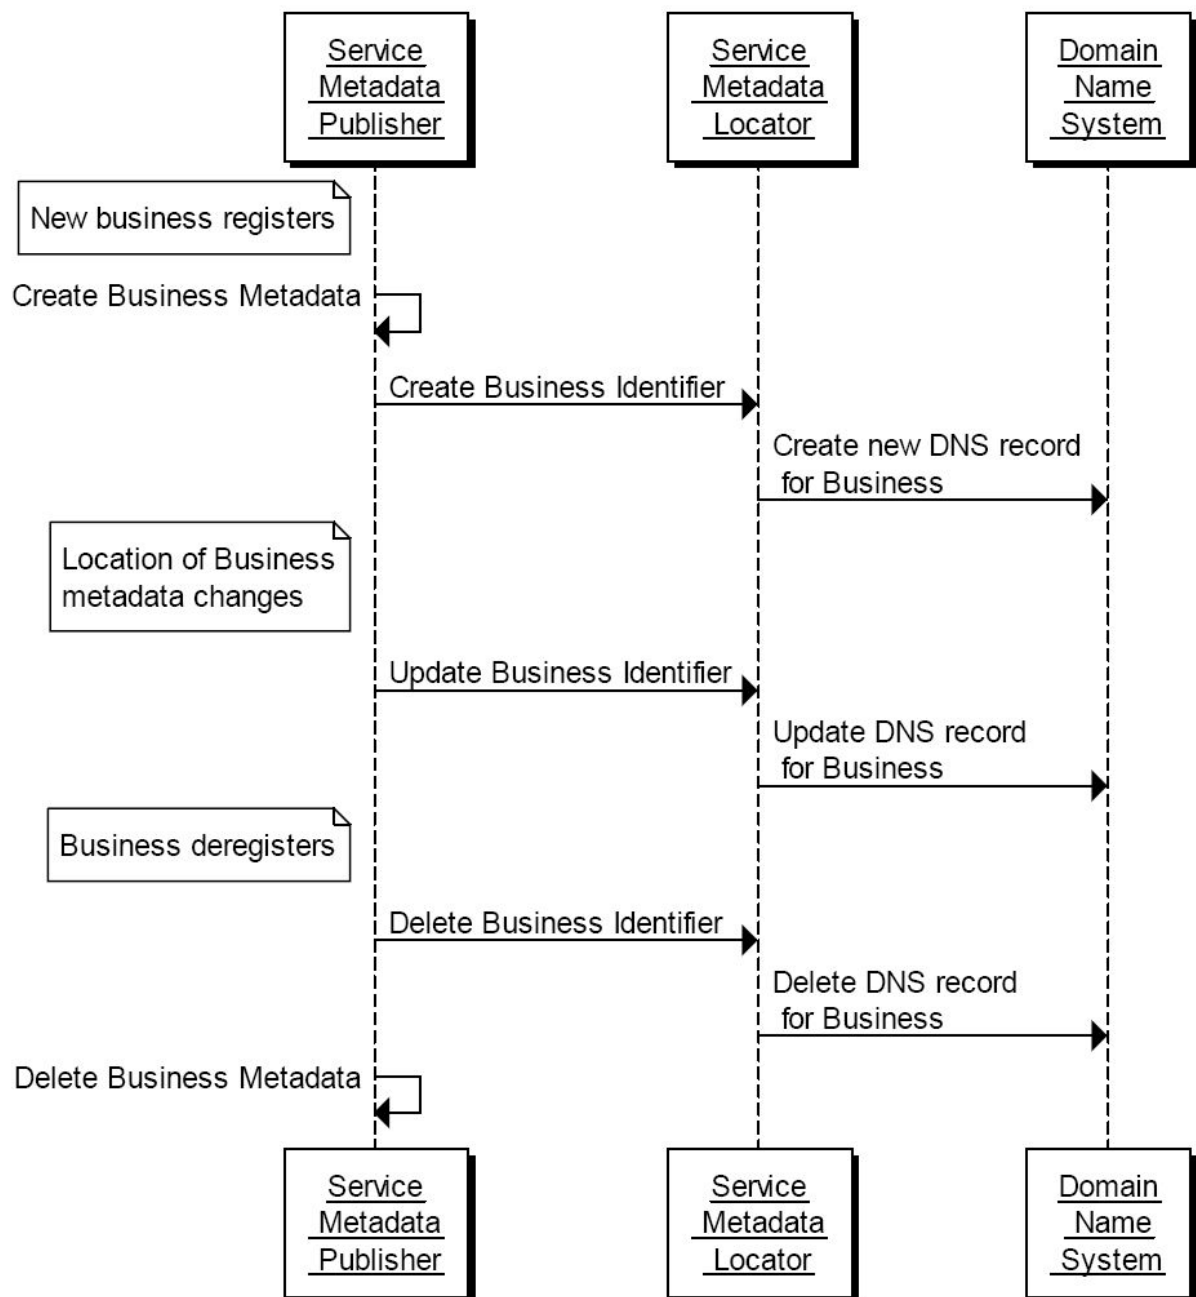 Service
Metadata
Publisher
Service
Metadata
Locator
Domain
Name
System
New business registers
Create Business Metadata
Create Business Identifier
Create new DNS record
for Business
Location of Business
metadata changes
Update Business Identifier
Update DNS record
for Business
Business deregisters
Delete Business Identifier
Delete DNS record
for Business
Delete Business Metadata
Service
Metadata
Publisher
Service
Metadata
Locator
Domain
Name
System